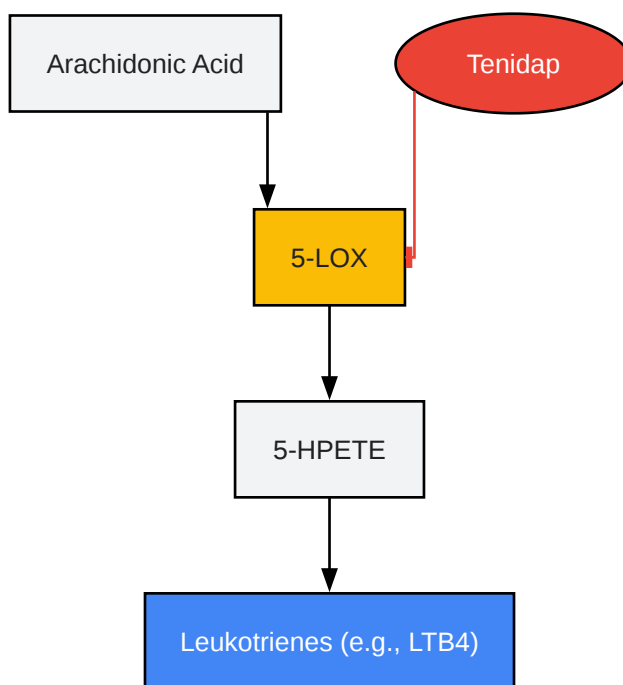 Arachidonic Acid
Tenidap
5-LOX
5-HPETE
Leukotrienes (e.g., LTB4)